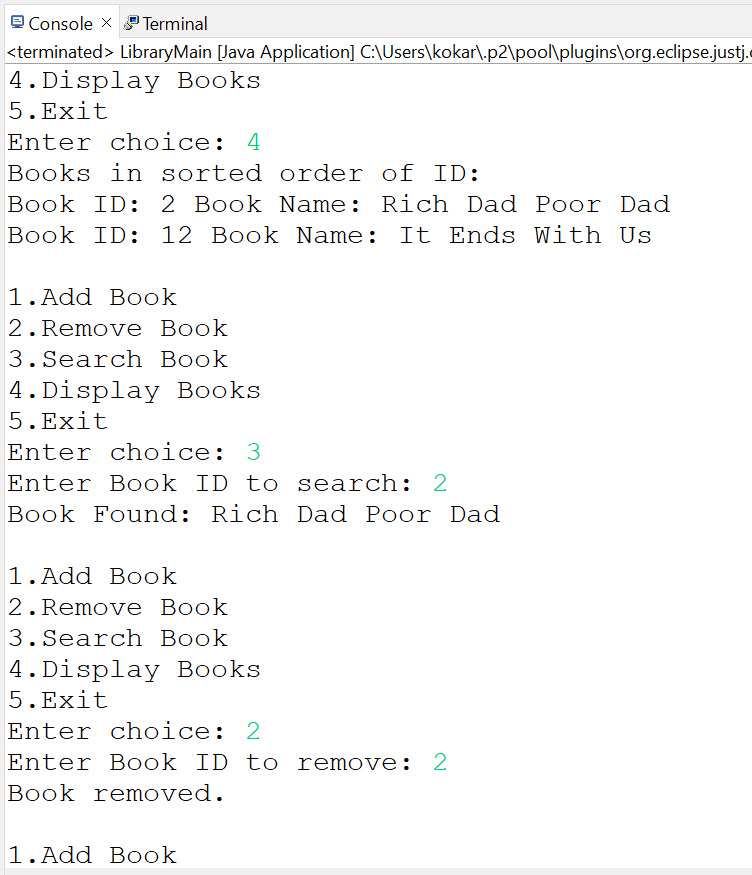 Console
Terminal
<terminated> LibraryMain [Java Application] C:\Users\kokar\.p2\pool\plugins\org.eclipse.justj.
4.Display Books
5.Exit
Enter choice: 4
Books in sorted order of ID:
Book ID: 2 Book Name: Rich Dad Poor Dad
Book ID: 12 Book Name: It Ends With Us

1.Add Book
2.Remove Book
3.Search Book
4.Display Books
5.Exit
Enter choice: 3
Enter Book ID to search: 2
Book Found: Rich Dad Poor Dad

1.Add Book
2.Remove Book
3.Search Book
4.Display Books
5.Exit
Enter choice: 2
Enter Book ID to remove: 2
Book removed.

1.Add Book